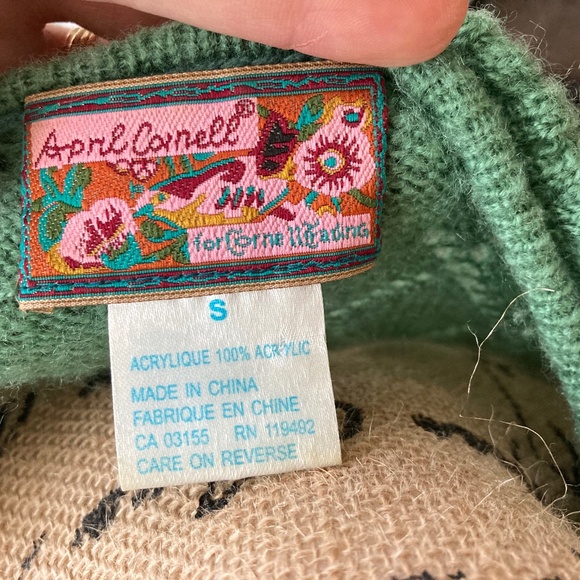 April Cornell®
for Cornell Trading
S
ACRYLIQUE 100% ACRYLIC
MADE IN CHINA
FABRIQUE EN CHINE
CA 03155 RN 119492
CARE ON REVERSE